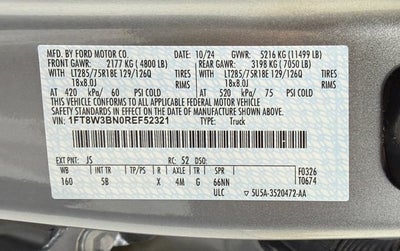 MFD. BY FORD MOTOR CO. 10/24 GVWR: 5216 KG (11499 LB)
FRONT GAWR: 2177 KG (4800 LB) REAR GAWR: 3198 KG (7050 LB)
WITH LT285/75R18E 129/126Q TIRES WITH LT285/75R18E 129/126Q TIRES
18x8.0J RIMS 18x8.0J RIMS
AT 420 kPa/ 60 PSI COLD AT 520 kPa/ 75 PSI COLD
THIS VEHICLE CONFORMS TO ALL APPLICABLE FEDERAL MOTOR VEHICLE
SAFETY STANDARDS IN EFFECT ON THE DATE OF MANUFACTURE SHOWN ABOVE.
VIN: 1FT8W3BN0REF52321
TYPE: Truck
EXT PNT: JS RC: 52 DSO: F0326
WB INT TR TP/PS R AXLE TR SPR T0674
160 5B X 4M G 66NN
ULC 5U5A-3520472-AA